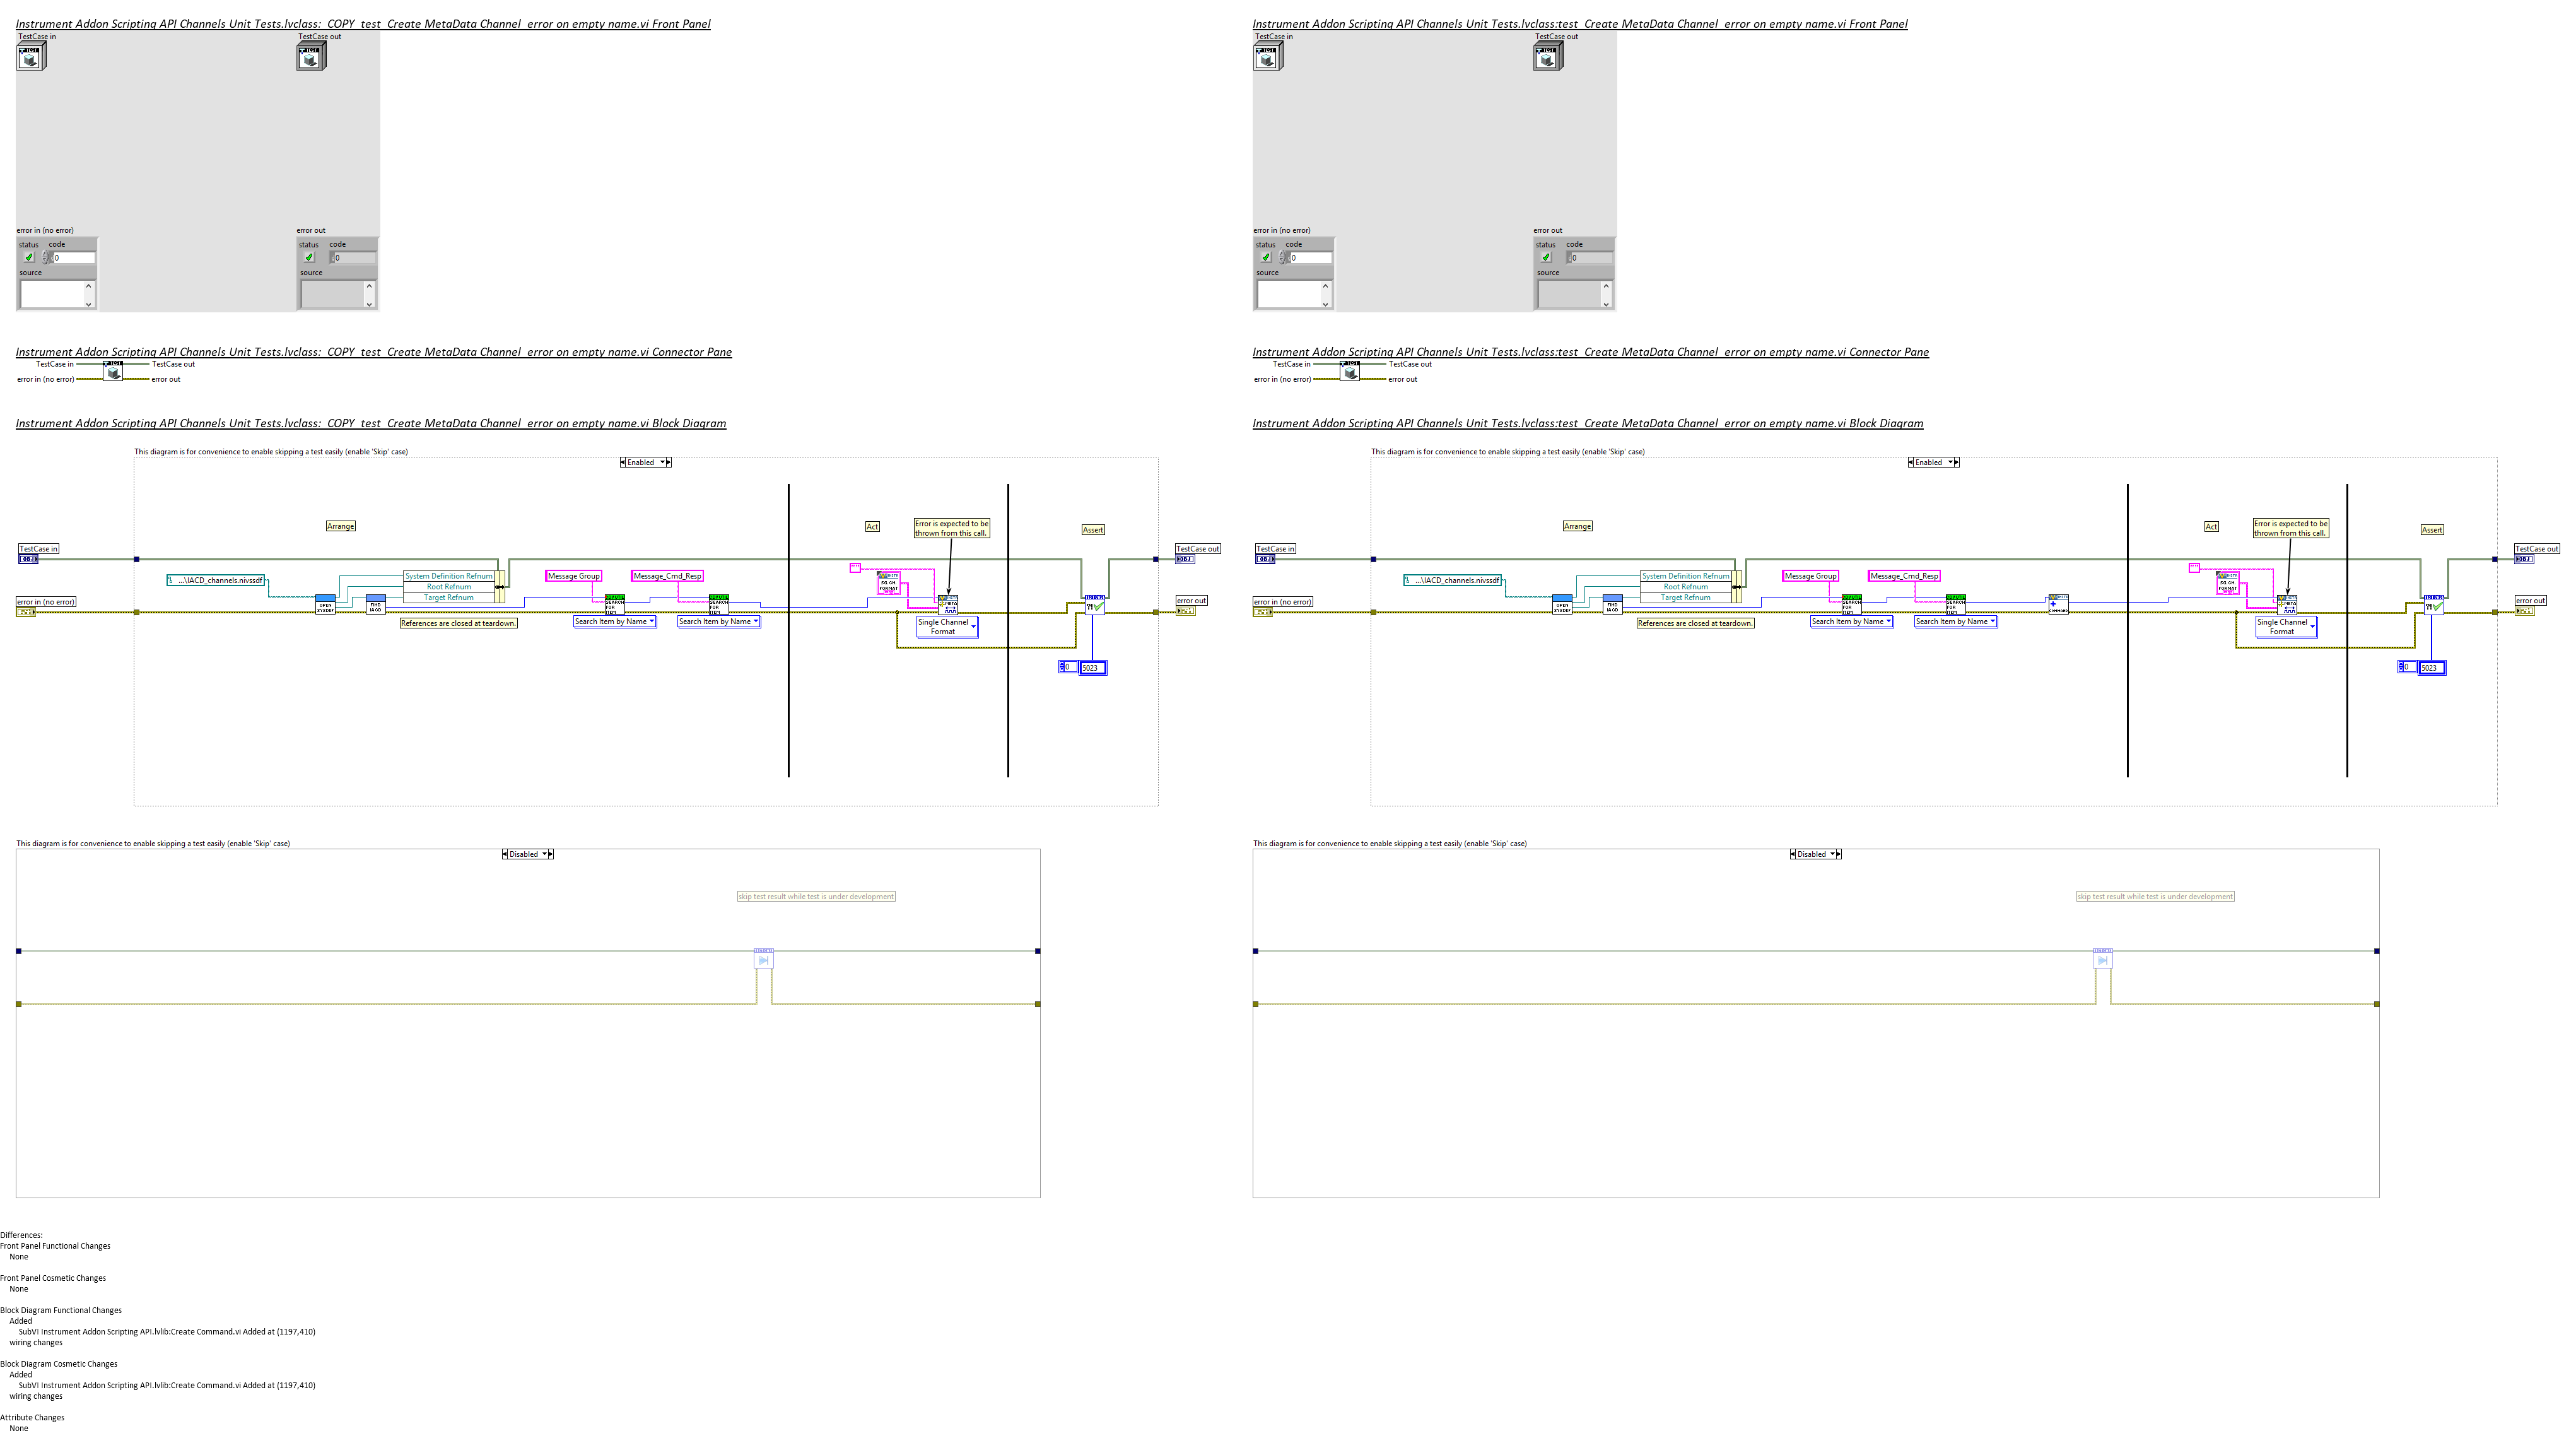 Instrument Addon Scripting API Channels Unit Tests.lvclass:_COPY_test_Create MetaData Channel_error on empty name.vi Front Panel
TestCase in
TestCase out
error in (no error)
status code
0
source
error out
status code
0
source
Instrument Addon Scripting API Channels Unit Tests.lvclass:_COPY_test_Create MetaData Channel_error on empty name.vi Connector Pane
TestCase in
TestCase out
error in (no error)
error out
Instrument Addon Scripting API Channels Unit Tests.lvclass:_COPY_test_Create MetaData Channel_error on empty name.vi Block Diagram
This diagram is for convenience to enable skipping a test easily (enable 'Skip' case)
Enabled
Arrange
Act
Error is expected to be
thrown from this call.
Assert
TestCase in
TestCase out
...\IACD_channels.nivssdf
System Definition Refnum
Root Refnum
Target Refnum
Message Group
Message_Cmd_Resp
error in (no error)
error out
OPEN
SYSDEF
FIND
IACD
SEARCH
FOR
ITEM
SEARCH
FOR
ITEM
References are closed at teardown.
Search Item by Name
Search Item by Name
Single Channel
Format
0
5023
This diagram is for convenience to enable skipping a test easily (enable 'Skip' case)
Disabled
skip test result while test is under development
Instrument Addon Scripting API Channels Unit Tests.lvclass:test_Create MetaData Channel_error on empty name.vi Front Panel
TestCase in
TestCase out
error in (no error)
status code
0
source
error out
status code
0
source
Instrument Addon Scripting API Channels Unit Tests.lvclass:test_Create MetaData Channel_error on empty name.vi Connector Pane
TestCase in
TestCase out
error in (no error)
error out
Instrument Addon Scripting API Channels Unit Tests.lvclass:test_Create MetaData Channel_error on empty name.vi Block Diagram
This diagram is for convenience to enable skipping a test easily (enable 'Skip' case)
Enabled
Arrange
Act
Error is expected to be
thrown from this call.
Assert
TestCase in
TestCase out
...\IACD_channels.nivssdf
System Definition Refnum
Root Refnum
Target Refnum
Message Group
Message_Cmd_Resp
error in (no error)
error out
OPEN
SYSDEF
FIND
IACD
SEARCH
FOR
ITEM
SEARCH
FOR
ITEM
References are closed at teardown.
Search Item by Name
Search Item by Name
Single Channel
Format
0
5023
This diagram is for convenience to enable skipping a test easily (enable 'Skip' case)
Disabled
skip test result while test is under development
Differences:
Front Panel Functional Changes
None
Front Panel Cosmetic Changes
None
Block Diagram Functional Changes
Added
SubVI Instrument Addon Scripting API.lvlib:Create Command.vi Added at (1197,410)
wiring changes
Block Diagram Cosmetic Changes
Added
SubVI Instrument Addon Scripting API.lvlib:Create Command.vi Added at (1197,410)
wiring changes
Attribute Changes
None